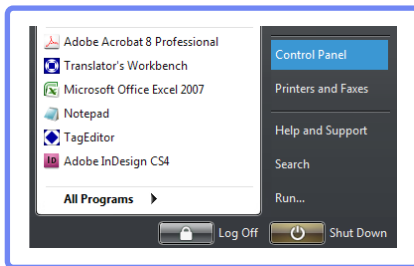 Adobe Acrobat 8 Professional
Translator's Workbench
Microsoft Office Excel 2007
Notepad
TagEditor
ID Adobe InDesign CS4
All Programs
Control Panel
Printers and Faxes
Help and Support
Search
Run...
Log Off
Shut Down